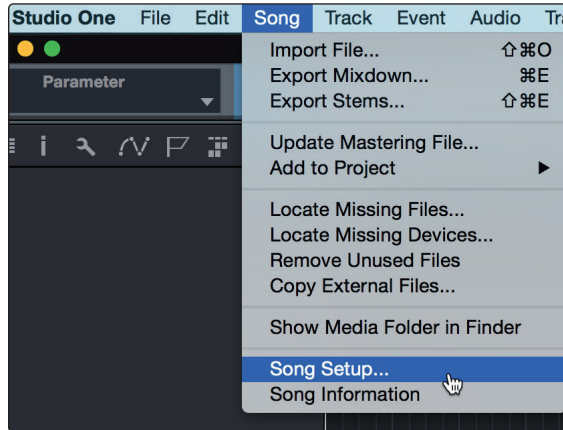 Studio One File Edit Song Track Event Audio Tra
Parameter
i
Import File... ⇧⌘O
Export Mixdown... ⌘E
Export Stems... ⇧⌘E
Update Mastering File...
Add to Project ▶
Locate Missing Files...
Locate Missing Devices...
Remove Unused Files
Copy External Files...
Show Media Folder in Finder
Song Setup...
Song Information